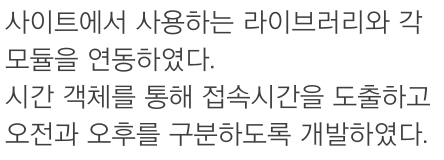 사이트에서 사용하는 라이브러리와 각
모듈을 연동하였다.
시간 객체를 통해 접속시간을 도출하고
오전과 오후를 구분하도록 개발하였다.